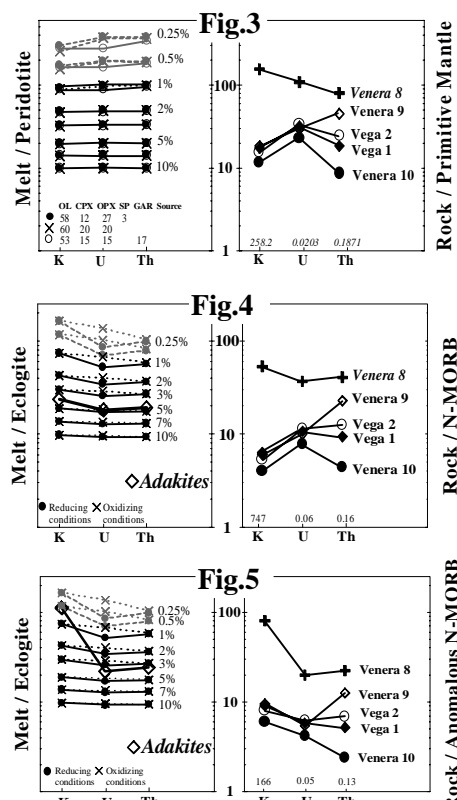 Fig.3
0.25%
0.5%
1%
2%
5%
10%
Melt / Peridotite
OL CPX OPX SP GAR Source
58 12 27 3
60 20 20
53 15 15 17
K U Th
100
10
1
Venera 8
Venera 9
Vega 2
Vega 1
Venera 10
258.2 0.0203 0.1871
K U Th
Rock / Primitive Mantle
Fig.4
0.25%
1%
2%
3%
5%
7%
10%
Melt / Eclogite
Adakites
Reducing conditions
Oxidizing conditions
K U Th
100
10
1
Venera 8
Venera 9
Vega 2
Vega 1
Venera 10
747 0.06 0.16
K U Th
Rock / N-MORB
Fig.5
0.25%
0.5%
1%
2%
3%
5%
7%
10%
Melt / Eclogite
Adakites
Reducing conditions
Oxidizing conditions
K U Th
100
10
1
Venera 8
Venera 9
Vega 2
Vega 1
Venera 10
166 0.05 0.13
K U Th
Rock / Anomalous N-MORB